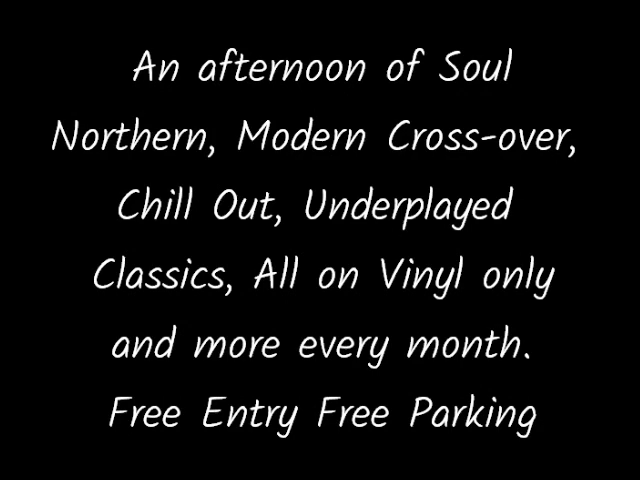 An afternoon of Soul
Northern, Modern Cross-over,
Chill Out, Underplayed
Classics, All on Vinyl only
and more every month.
Free Entry Free Parking